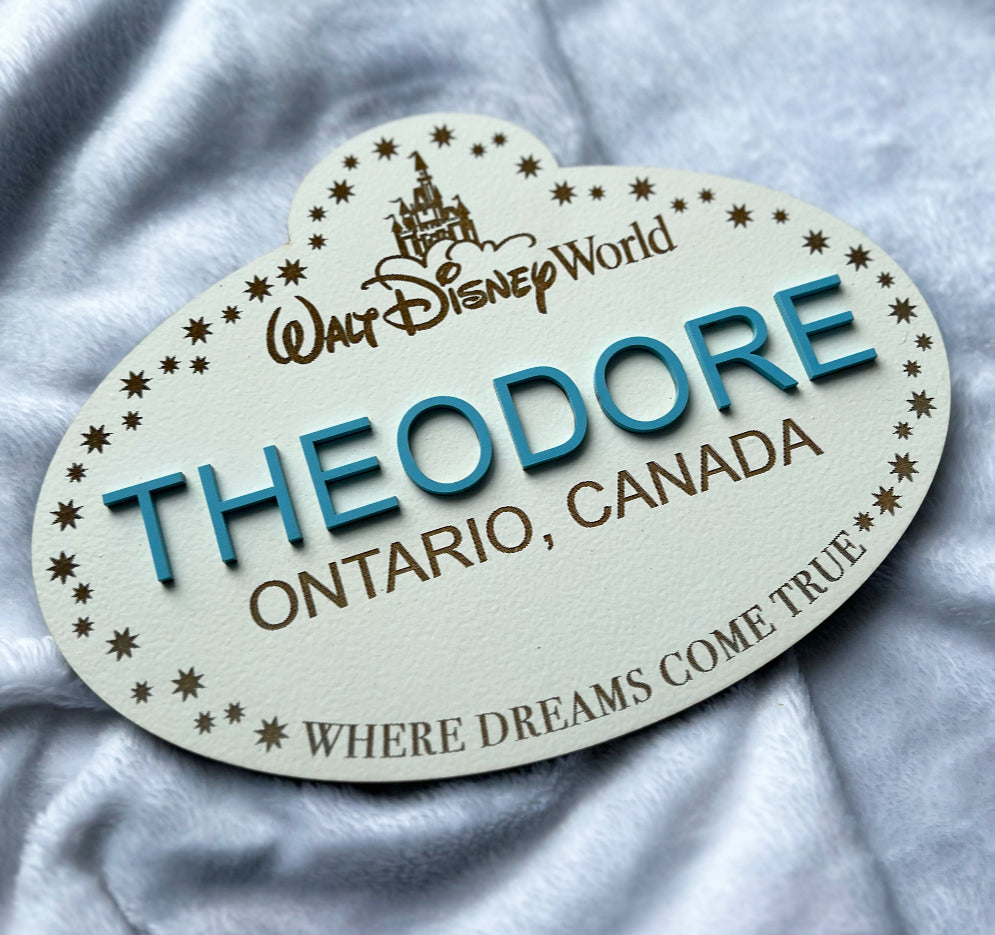 WALT DISNEY World
THEODORE
ONTARIO, CANADA
WHERE DREAMS COME TRUE